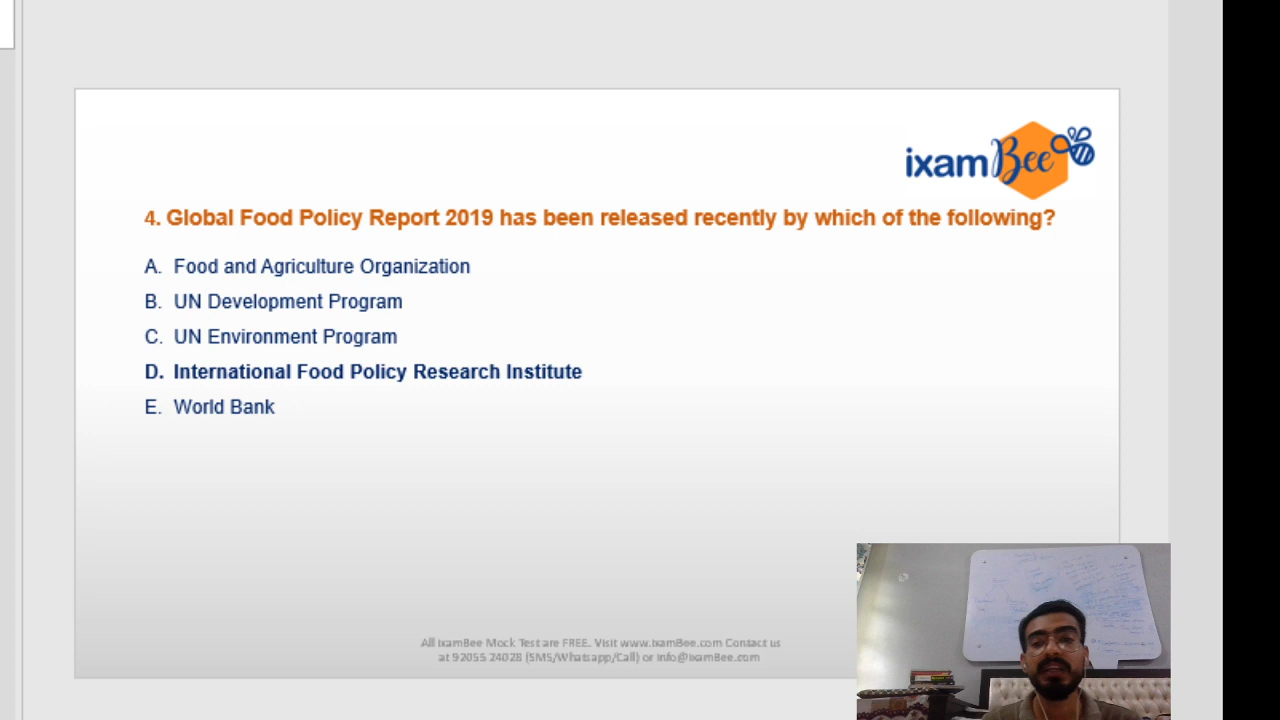 ixamBee
4. Global Food Policy Report 2019 has been released recently by which of the following?
A. Food and Agriculture Organization
B. UN Development Program
C. UN Environment Program
D. International Food Policy Research Institute
E. World Bank
All ixamBee Mock Test are FREE. Visit www.ixamBee.com Contact us
at 92055 24028 (SMS/Whatsapp/Call) or info@ixamBee.com